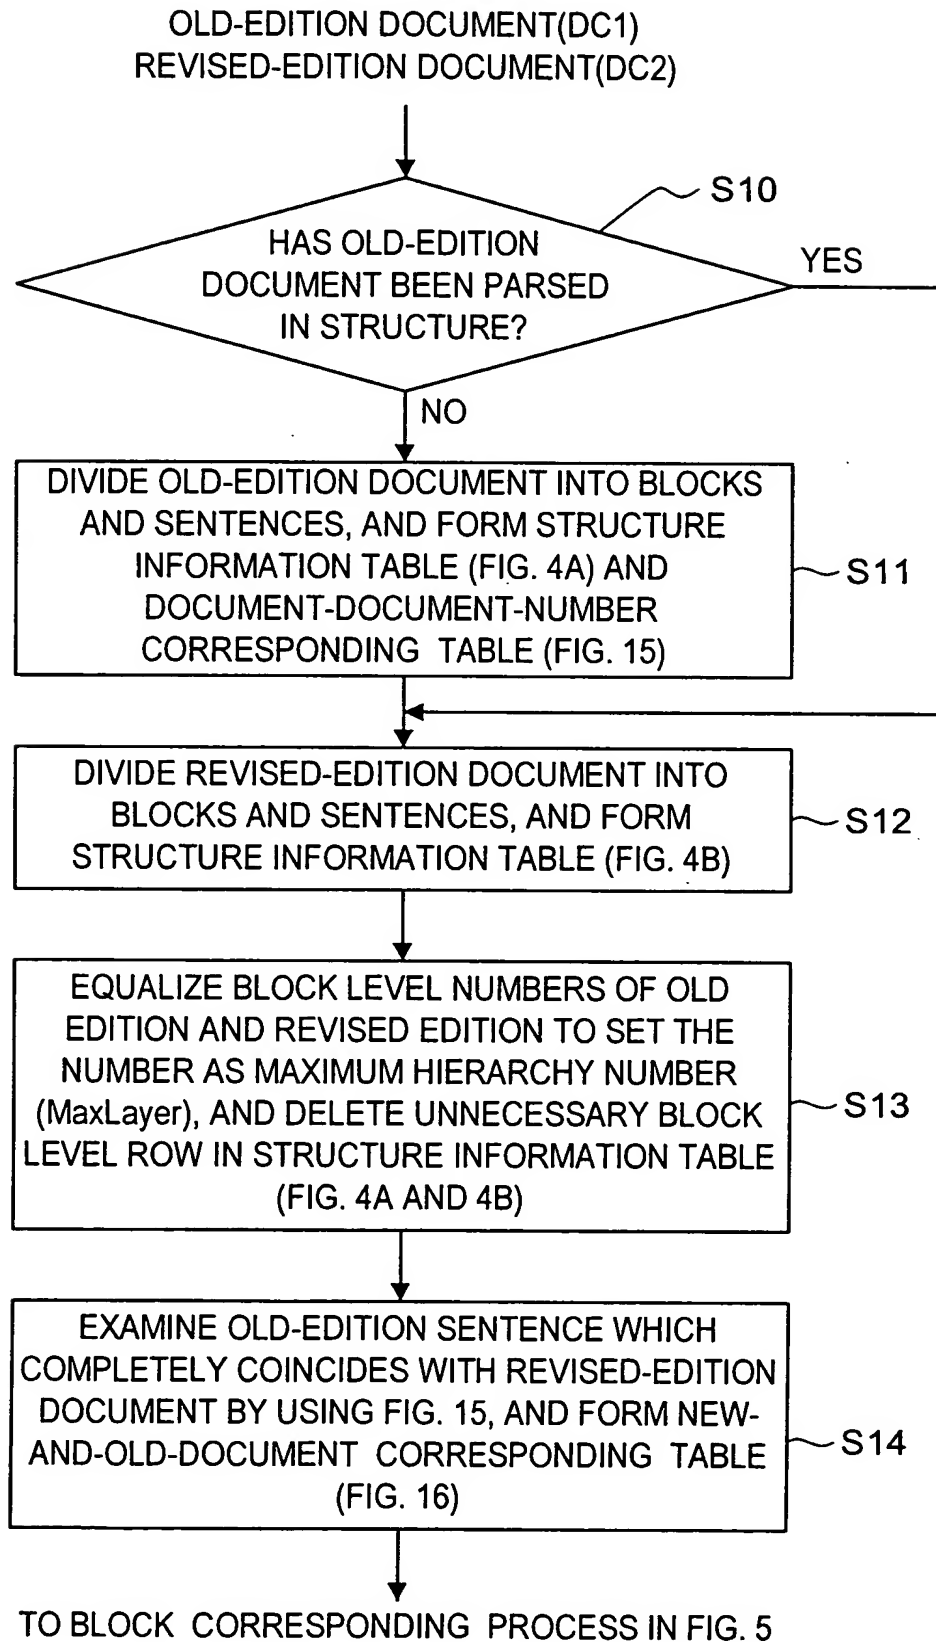 OLD-EDITION DOCUMENT(DC1)
REVISED-EDITION DOCUMENT(DC2)
S10
HAS OLD-EDITION
DOCUMENT BEEN PARSED
IN STRUCTURE?
YES
NO
DIVIDE OLD-EDITION DOCUMENT INTO BLOCKS
AND SENTENCES, AND FORM STRUCTURE
INFORMATION TABLE (FIG. 4A) AND
DOCUMENT-DOCUMENT-NUMBER
CORRESPONDING TABLE (FIG. 15)
S11
DIVIDE REVISED-EDITION DOCUMENT INTO
BLOCKS AND SENTENCES, AND FORM
STRUCTURE INFORMATION TABLE (FIG. 4B)
S12
EQUALIZE BLOCK LEVEL NUMBERS OF OLD
EDITION AND REVISED EDITION TO SET THE
NUMBER AS MAXIMUM HIERARCHY NUMBER
(MaxLayer), AND DELETE UNNECESSARY BLOCK
LEVEL ROW IN STRUCTURE INFORMATION TABLE
(FIG. 4A AND 4B)
S13
EXAMINE OLD-EDITION SENTENCE WHICH
COMPLETELY COINCIDES WITH REVISED-EDITION
DOCUMENT BY USING FIG. 15, AND FORM NEW-
AND-OLD-DOCUMENT CORRESPONDING TABLE
(FIG. 16)
S14
TO BLOCK CORRESPONDING PROCESS IN FIG. 5